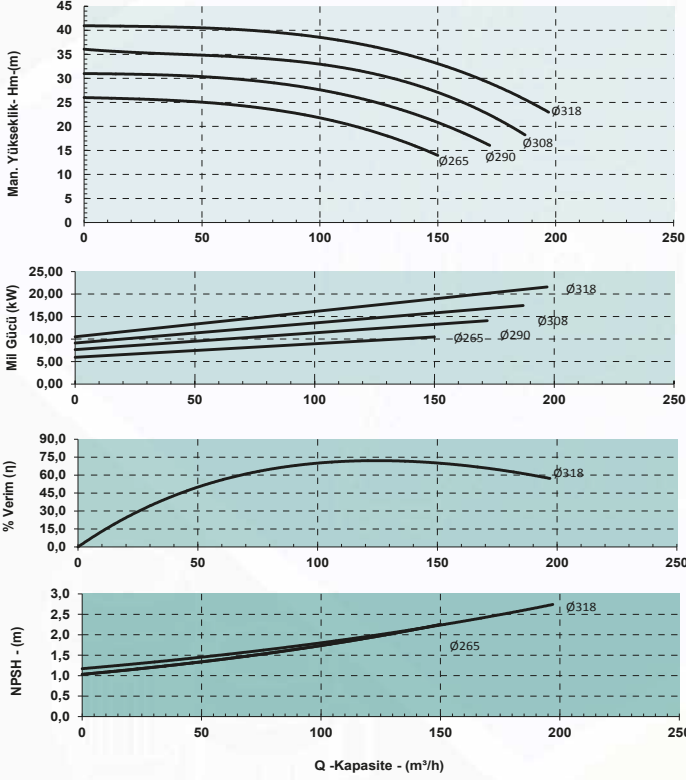 Man. Yükseklik- Hm-(m)
45
40
35
30
25
20
15
10
5
0
0 50 100 150 200 250
Ø318
Ø308
Ø290
Ø265
Mil Gücü (kW)
25,00
20,00
15,00
10,00
5,00
0,00
0 50 100 150 200 250
Ø318
Ø308
Ø290
Ø265
% Verim (η)
90,0
75,0
60,0
45,0
30,0
15,0
0,0
0 50 100 150 200 250
Ø318
NPSH - (m)
3,0
2,5
2,0
1,5
1,0
0,5
0,0
0 50 100 150 200 250
Ø318
Ø265
Q -Kapasite - (m³/h)